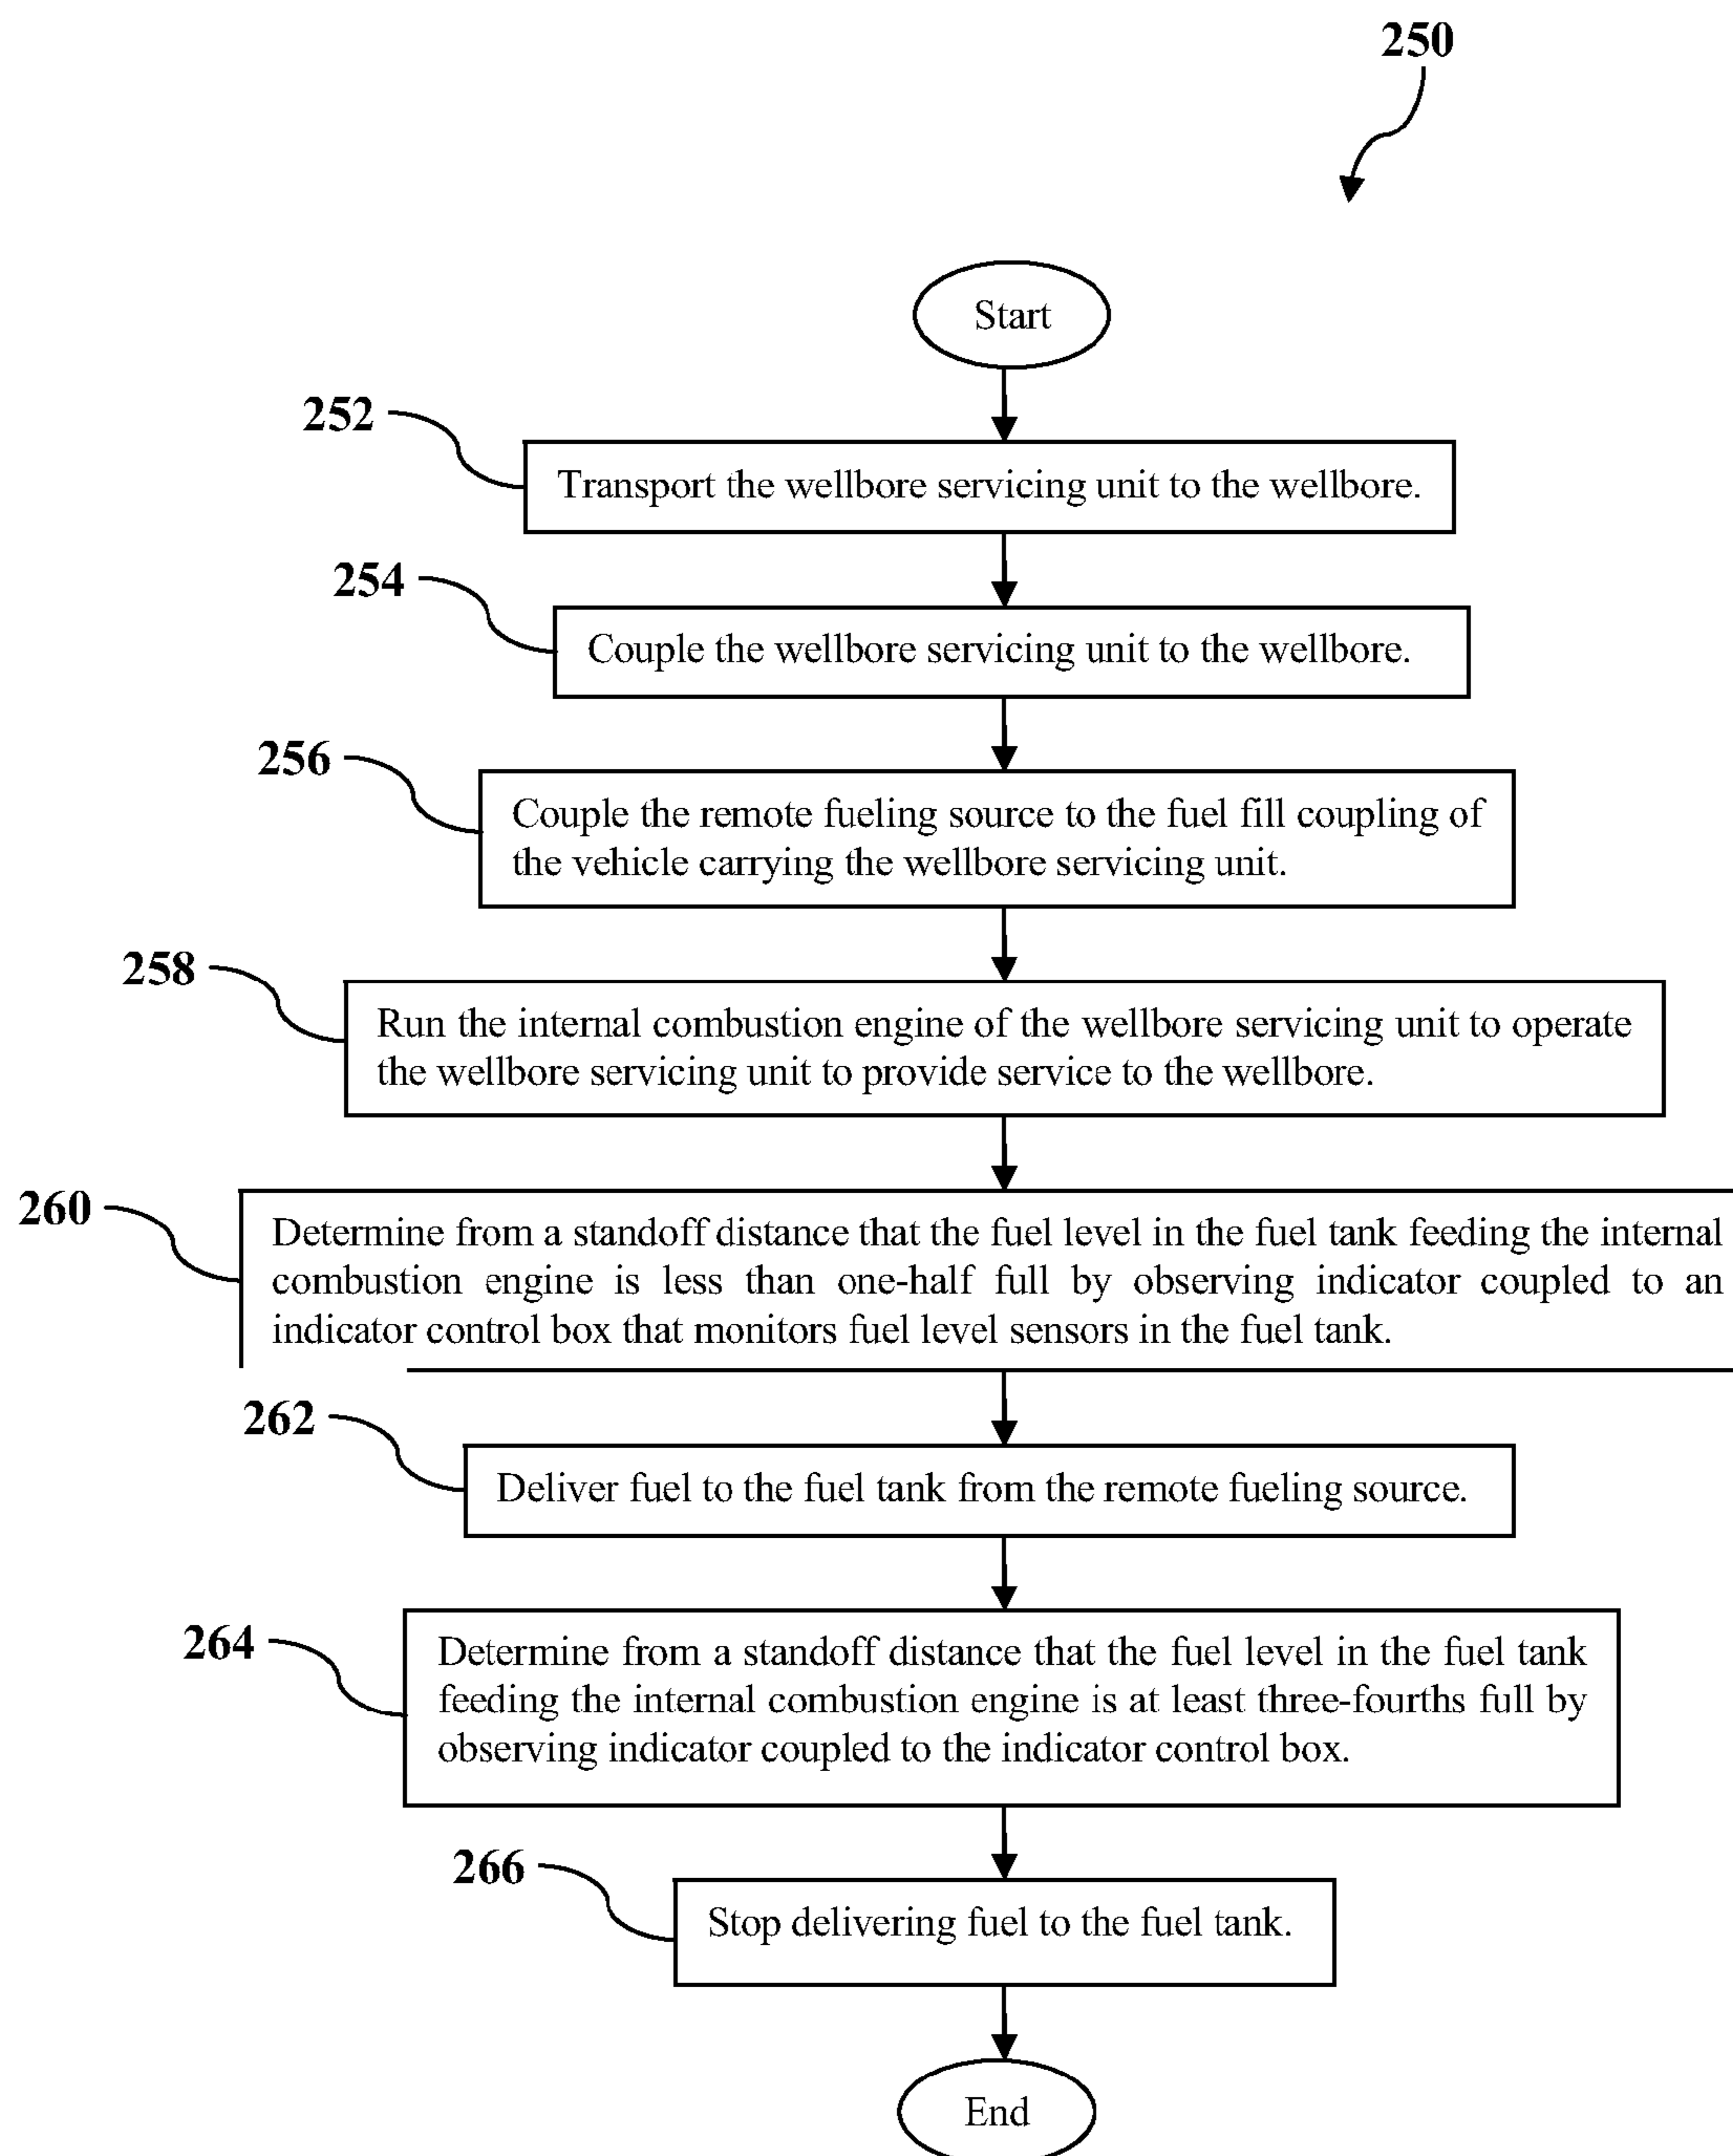 250
Start
252
Transport the wellbore servicing unit to the wellbore.
254
Couple the wellbore servicing unit to the wellbore.
256
Couple the remote fueling source to the fuel fill coupling of
the vehicle carrying the wellbore servicing unit.
258
Run the internal combustion engine of the wellbore servicing unit to operate
the wellbore servicing unit to provide service to the wellbore.
260
Determine from a standoff distance that the fuel level in the fuel tank feeding the internal
combustion engine is less than one-half full by observing indicator coupled to an
indicator control box that monitors fuel level sensors in the fuel tank.
262
Deliver fuel to the fuel tank from the remote fueling source.
264
Determine from a standoff distance that the fuel level in the fuel tank
feeding the internal combustion engine is at least three-fourths full by
observing indicator coupled to the indicator control box.
266
Stop delivering fuel to the fuel tank.
End